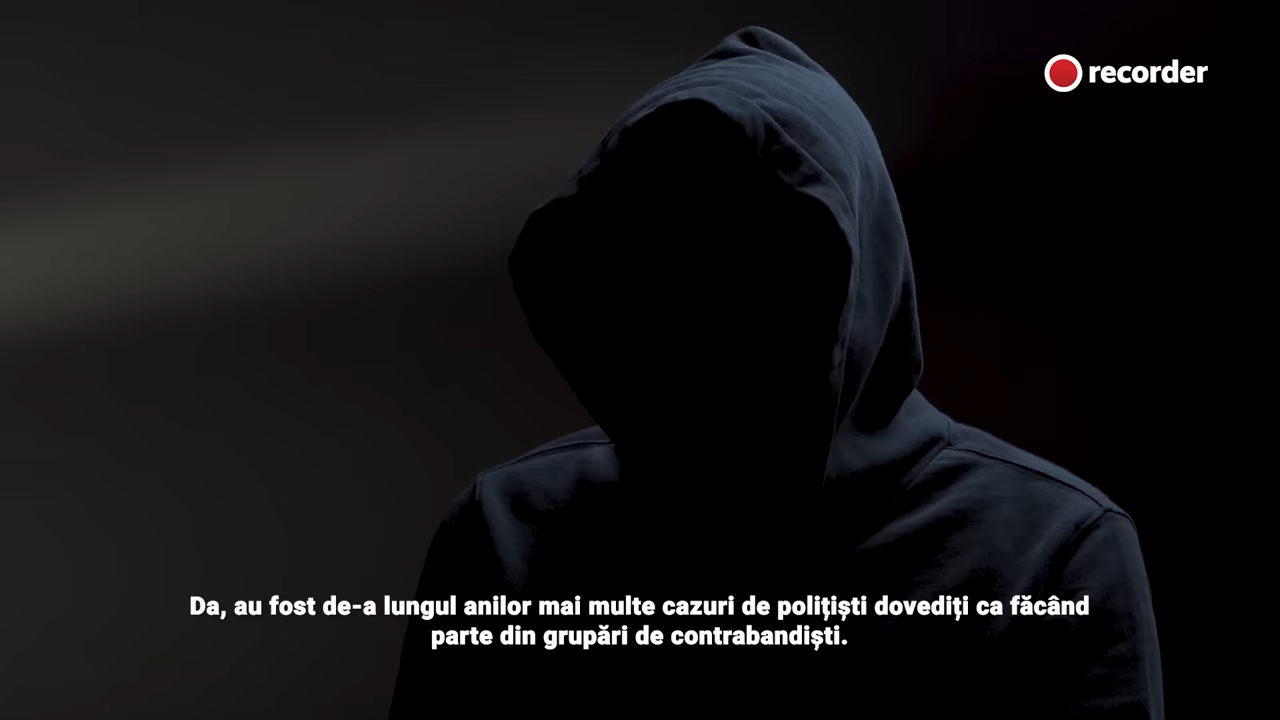 recorder
Da, au fost de-a lungul anilor mai multe cazuri de polițiști dovediți ca făcând
parte din grupări de contrabandiști.